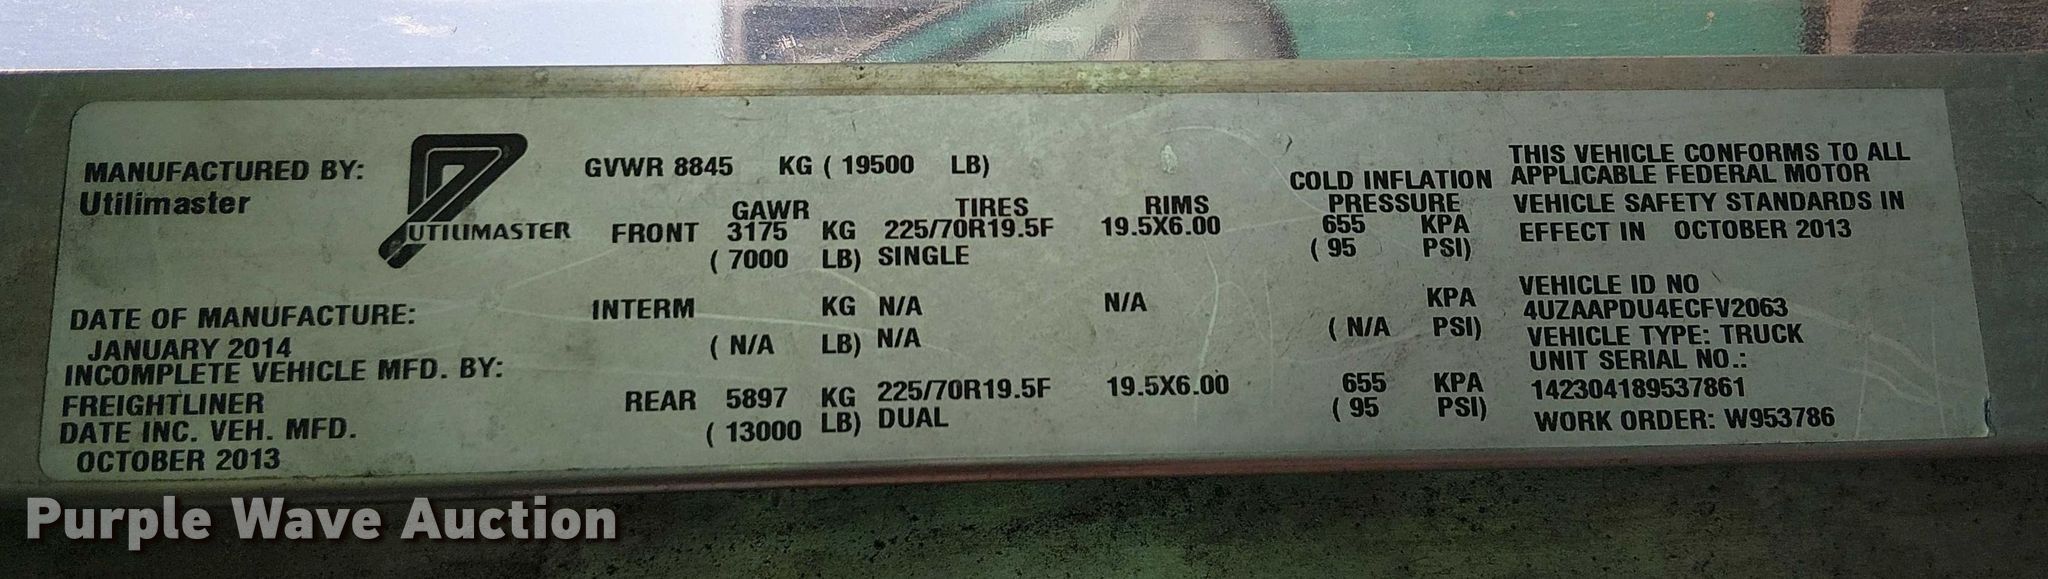 MANUFACTURED BY:
Utilimaster
UTILIMASTER
GVWR 8845 KG ( 19500 LB)
GAWR TIRES RIMS COLD INFLATION PRESSURE
FRONT 3175 KG 225/70R19.5F 19.5X6.00 655 KPA
( 7000 LB) SINGLE ( 95 PSI)
INTERM KG N/A N/A KPA
( N/A LB) N/A ( N/A PSI)
REAR 5897 KG 225/70R19.5F 19.5X6.00 655 KPA
( 13000 LB) DUAL ( 95 PSI)
DATE OF MANUFACTURE:
JANUARY 2014
INCOMPLETE VEHICLE MFD. BY:
FREIGHTLINER
DATE INC. VEH. MFD.
OCTOBER 2013
THIS VEHICLE CONFORMS TO ALL
APPLICABLE FEDERAL MOTOR
VEHICLE SAFETY STANDARDS IN
EFFECT IN OCTOBER 2013
VEHICLE ID NO
4UZAAPDU4ECFV2063
VEHICLE TYPE: TRUCK
UNIT SERIAL NO.:
142304189537861
WORK ORDER: W953786
Purple Wave Auction